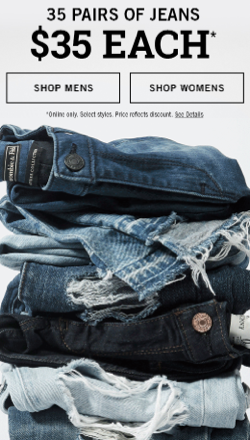 35 PAIRS OF JEANS
$35 EACH*
SHOP MENS
SHOP WOMENS
*Online only. Select styles. Price reflects discount. See Details